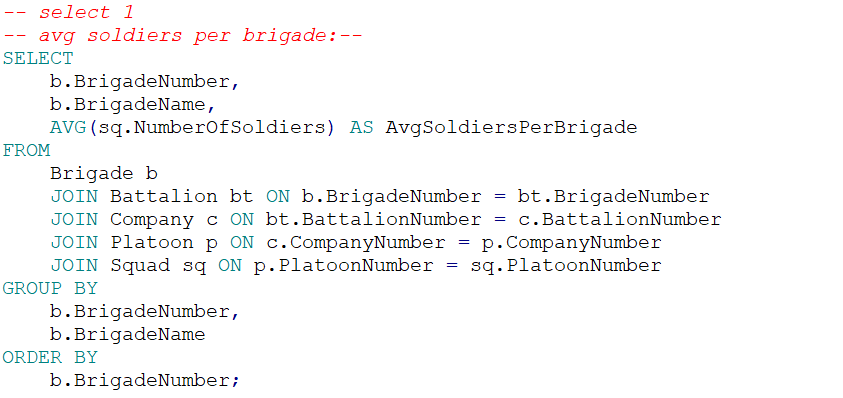 -- select 1
-- avg soldiers per brigade:--
SELECT
    b.BrigadeNumber,
    b.BrigadeName,
    AVG(sq.NumberOfSoldiers) AS AvgSoldiersPerBrigade
FROM
    Brigade b
    JOIN Battalion bt ON b.BrigadeNumber = bt.BrigadeNumber
    JOIN Company c ON bt.BattalionNumber = c.BattalionNumber
    JOIN Platoon p ON c.CompanyNumber = p.CompanyNumber
    JOIN Squad sq ON p.PlatoonNumber = sq.PlatoonNumber
GROUP BY
    b.BrigadeNumber,
    b.BrigadeName
ORDER BY
    b.BrigadeNumber;